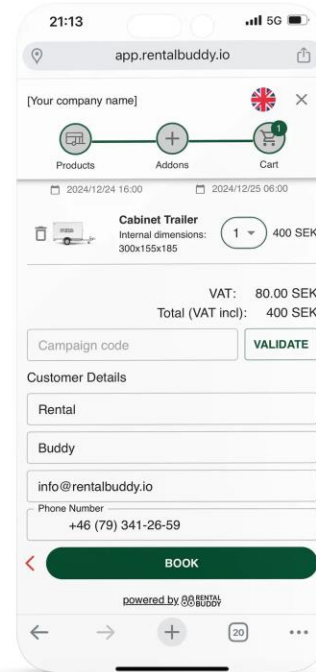 21:13
5G
app.rentalbuddy.io
[Your company name]
1
Products
Addons
Cart
2024/12/24 16:00
2024/12/25 06:00
Cabinet Trailer
Internal dimensions:
300x155x185
1
400 SEK
VAT: 80.00 SEK
Total (VAT incl): 400 SEK
Campaign code
VALIDATE
Customer Details
Rental
Buddy
info@rentalbuddy.io
Phone Number
+46 (79) 341-26-59
BOOK
powered by RENTAL
BUDDY
20